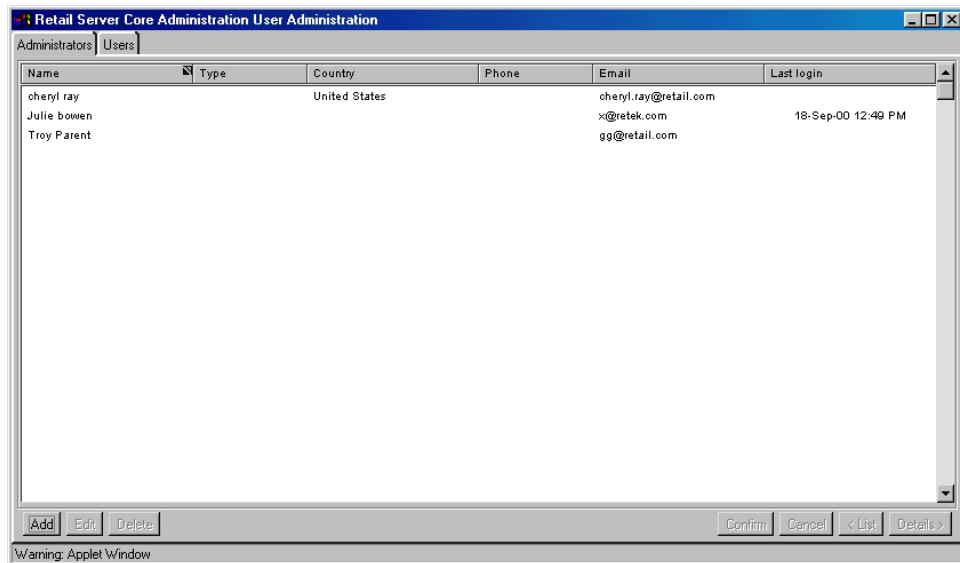 Retail Server Core Administration User Administration
Administrators Users
Name Type Country Phone Email Last login
cheryl ray United States cheryl.ray@retail.com
Julie bowen x@retek.com 18-Sep-00 12:49 PM
Troy Parent gg@retail.com
Add Edit Delete Confirm Cancel < List Details >
Warning: Applet Window